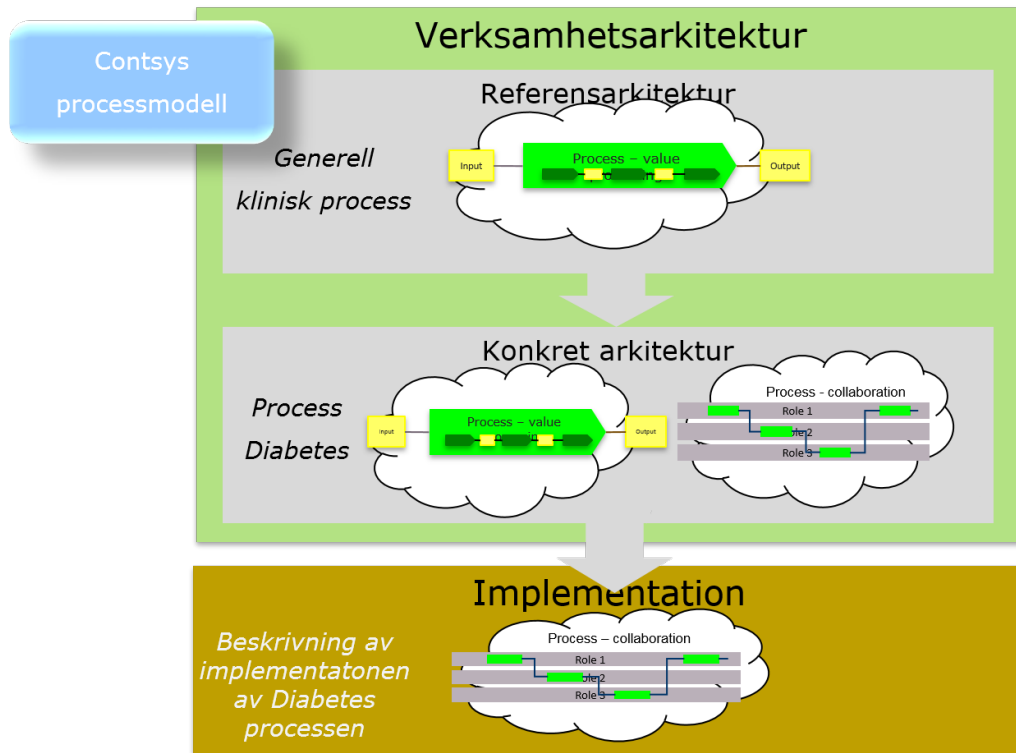 Verksamhetsarkitektur
Contsys
processmodell
Referensarkitektur
Generell
klinisk process
Input
Process – value
Output
Konkret arkitektur
Process
Diabetes
Input
Process – value
Output
Process - collaboration
Role 1
Role 3
Implementation
Beskrivning av
implementatonen
av Diabetes
processen
Process – collaboration
Role 1
Role 3